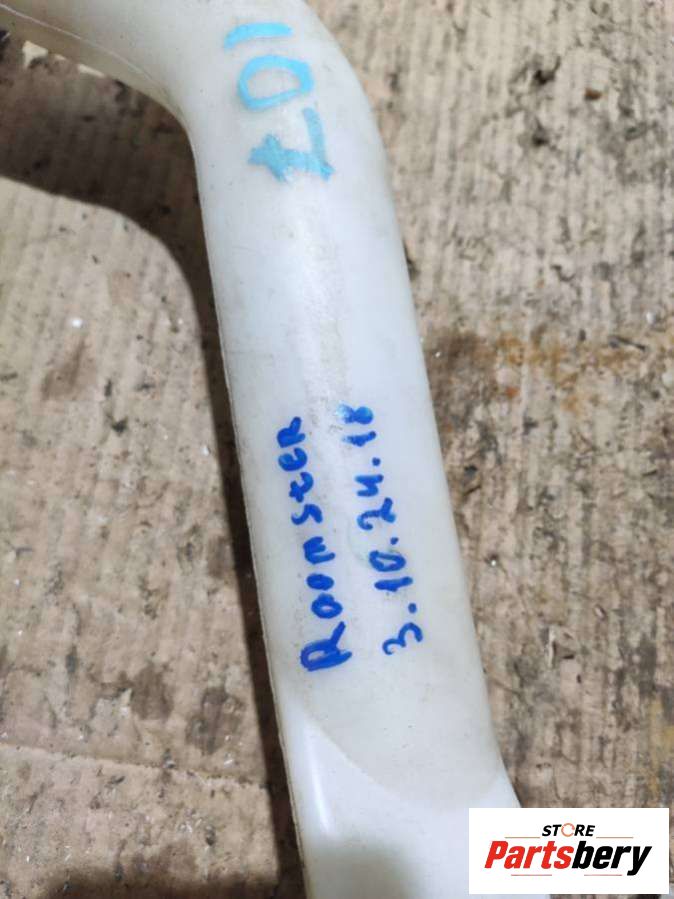 107
Roomster
3.10.24.18
STORE
Partsbery